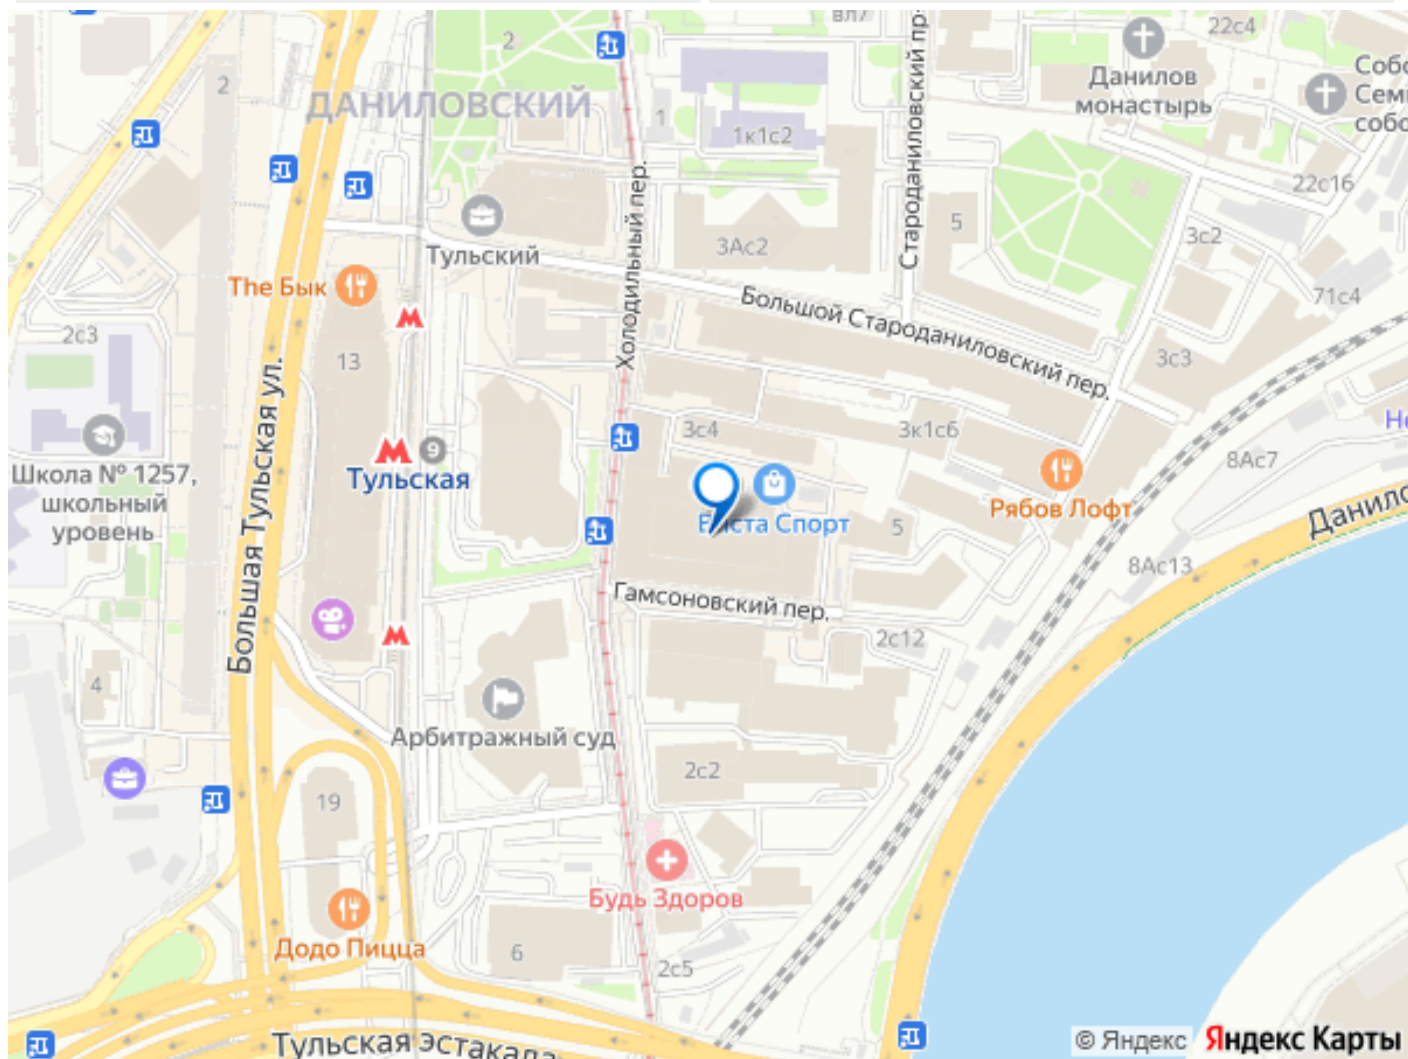 вл7
22с4
2
2
ДАНИЛОВСКИЙ
1
1к1с2
Данилов
монастырь
Староданиловский пр-
Холодильный пер.
22с16
Тульский
3Ас2
5
3с2
The Бык
Большой Староданиловский пер.
71с4
2с3
13
3с3
Большая Тульская ул.
3с4
3к1с6
9
Тульская
Школа № 1257,
школьный
уровень
8Ас7
Рябов Лофт
Виста Спорт
5
8Ас13
Гамсоновский пер.
2с12
4
Арбитражный суд
2с2
19
Будь Здоров
Додо Пицца
6
2с5
Тульская эстакада
© Яндекс
Яндекс Карты